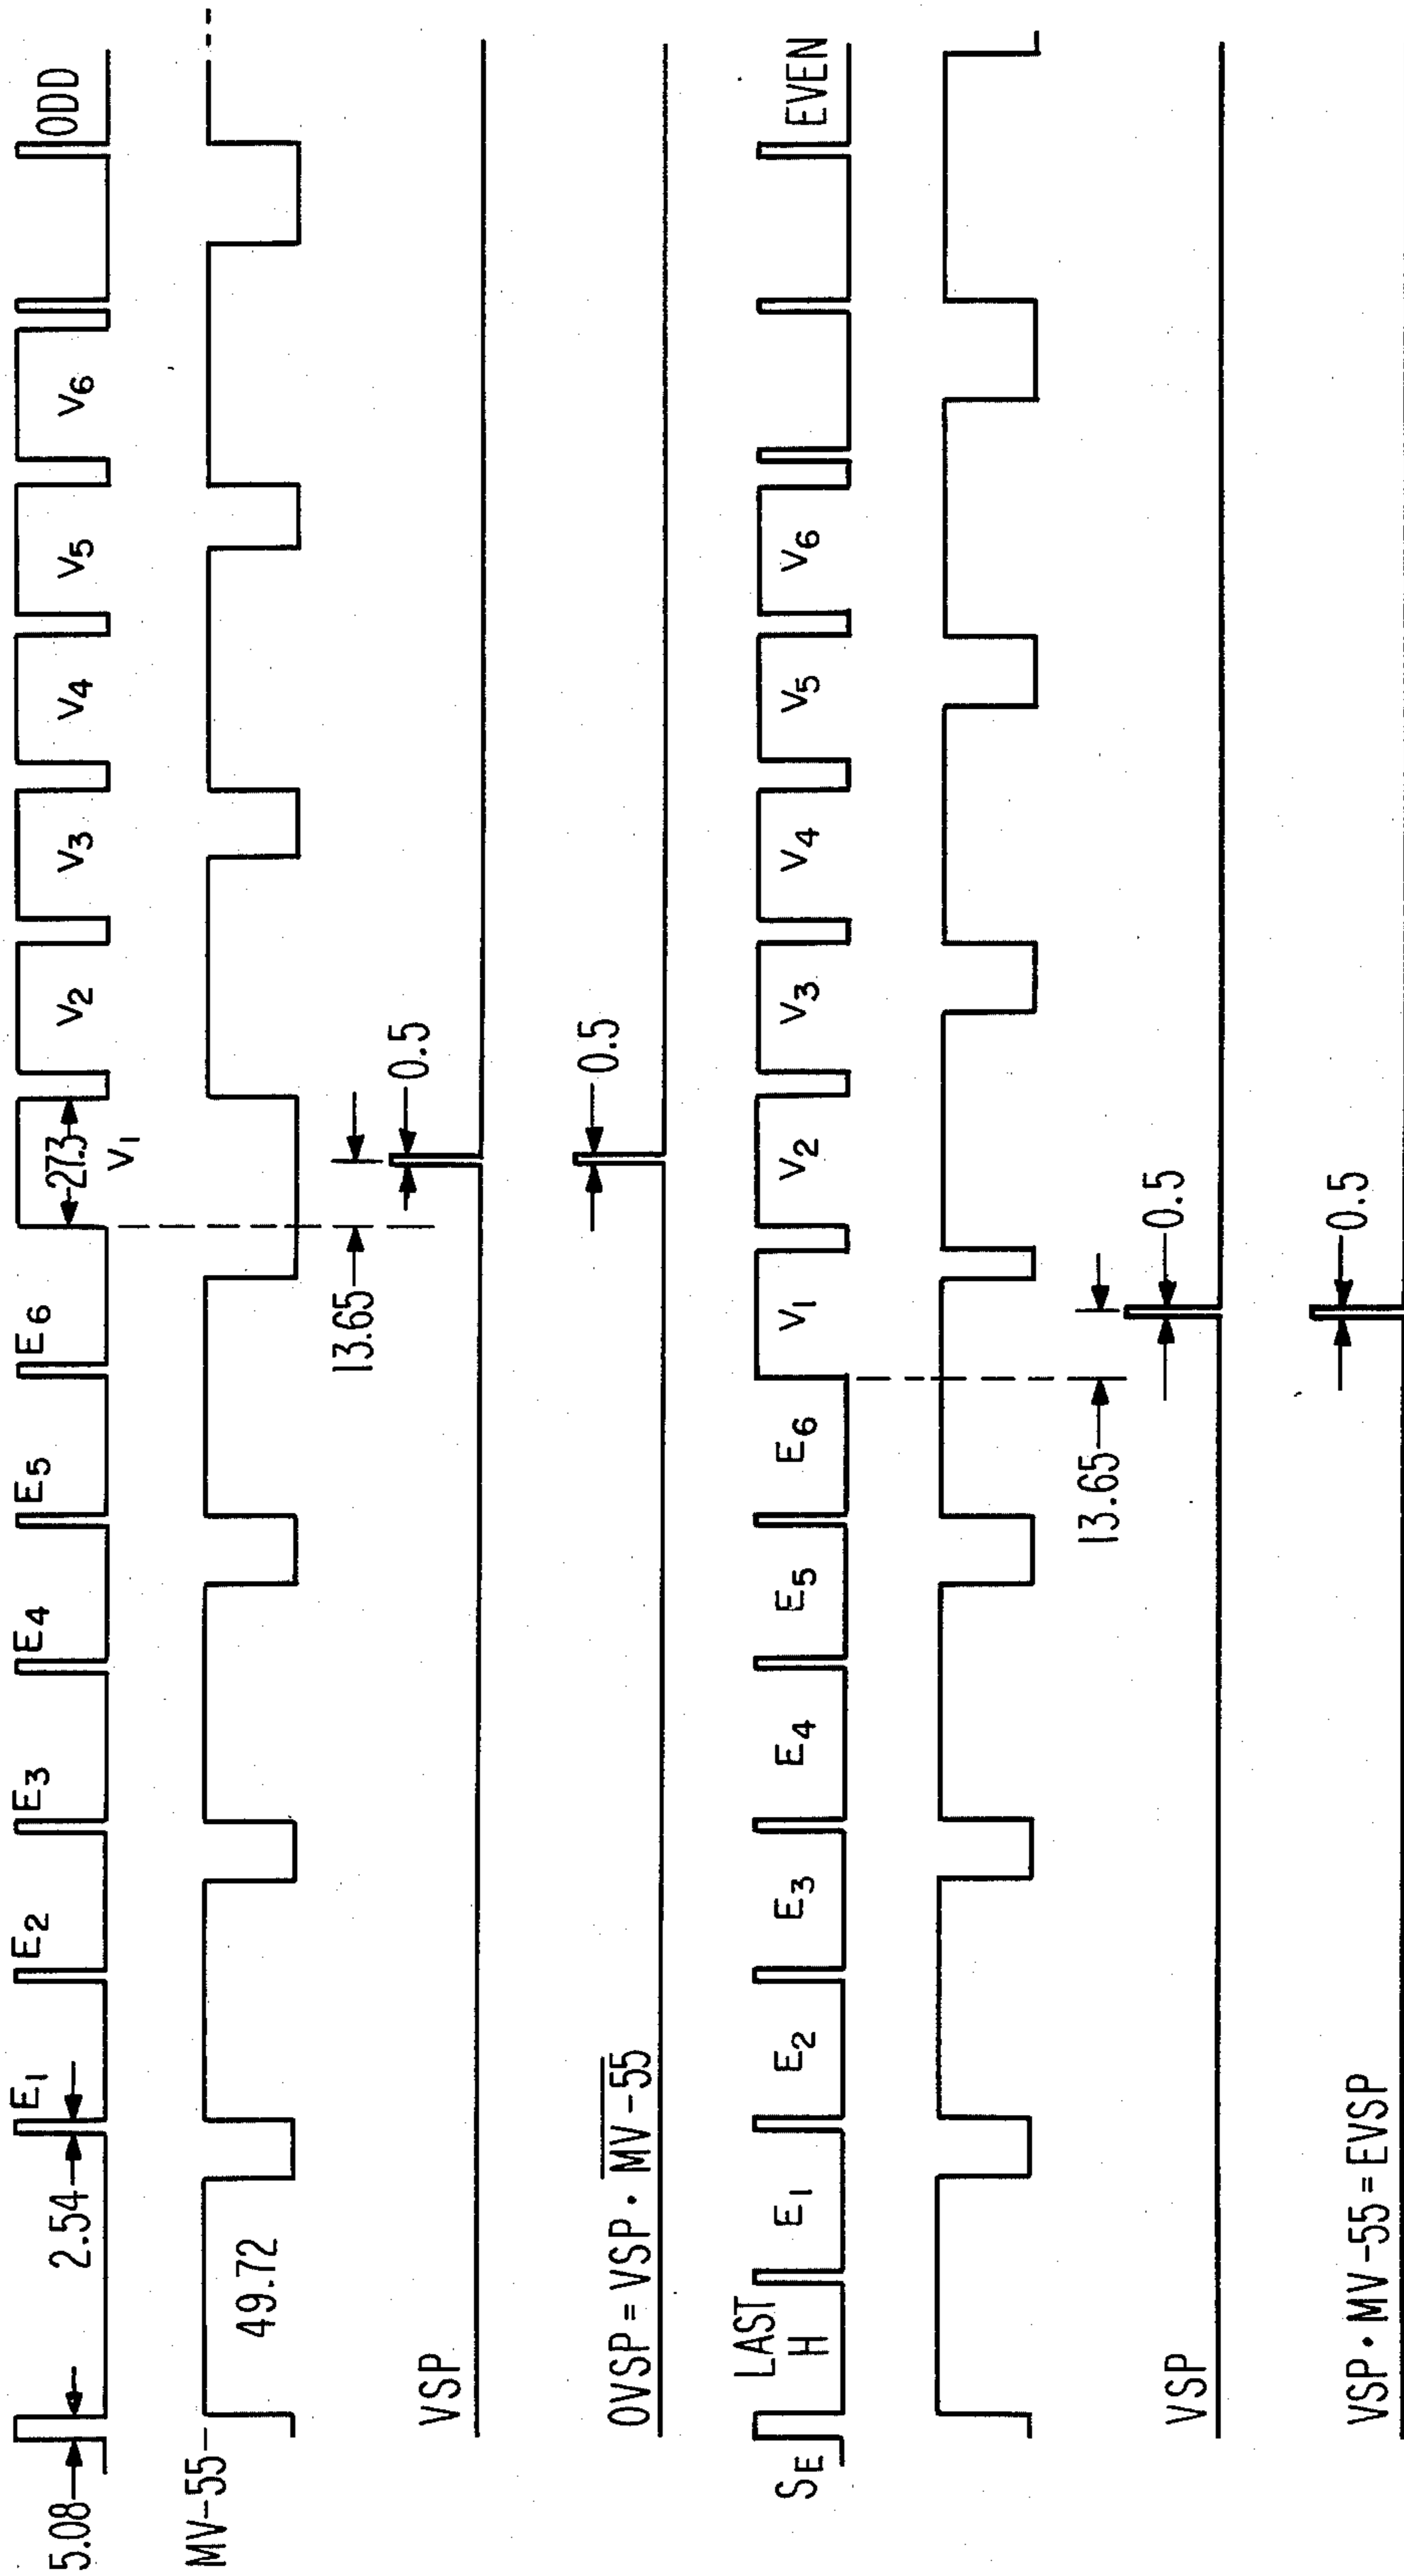 5.08
2.54
E1 E2 E3 E4 E5 E6
27.3
V1 V2 V3 V4 V5 V6
ODD
MV-55
49.72
13.65
VSP
0.5
OVSP = VSP · MV-55
0.5
SE
LAST
H
E1 E2 E3 E4 E5 E6
V1 V2 V3 V4 V5 V6
EVEN
13.65
VSP
0.5
VSP · MV-55 = EVSP
0.5